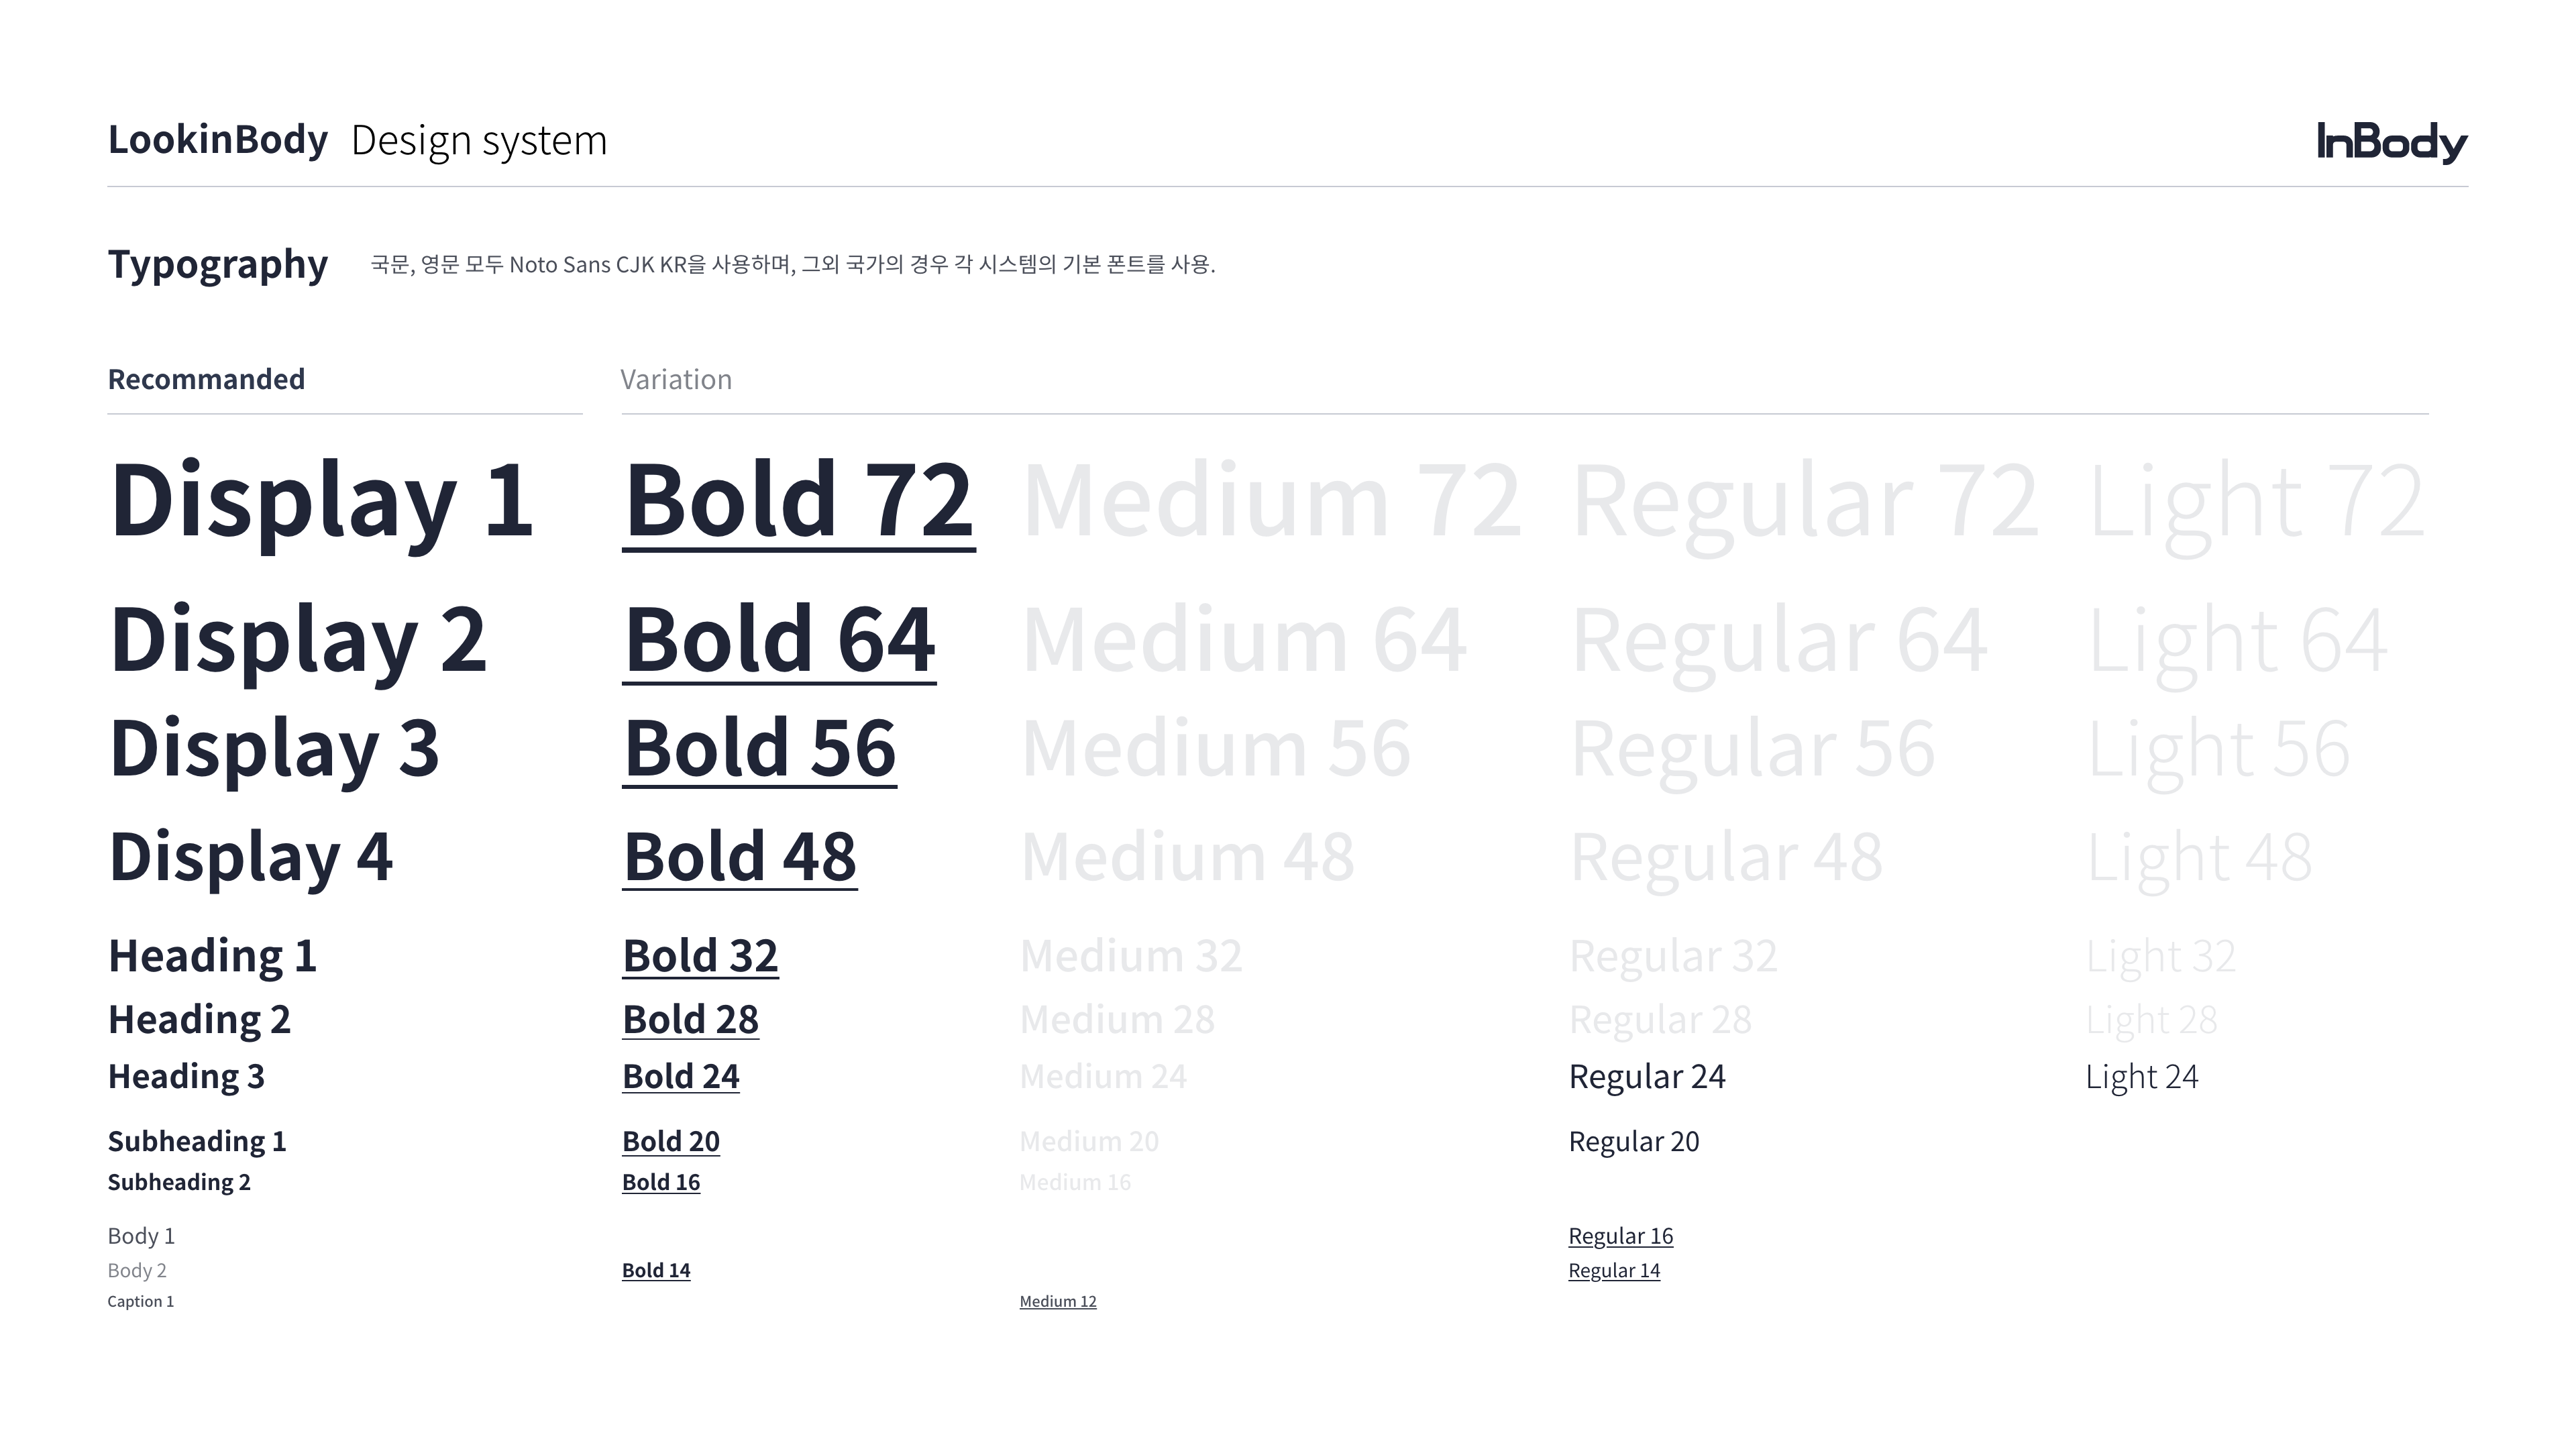 LookinBody Design system InBody
Typography 국문, 영문 모두 Noto Sans CJK KR을 사용하며, 그외 국가의 경우 각 시스템의 기본 폰트를 사용.
Recommanded Variation
Display 1 Bold 72 Medium 72 Regular 72 Light 72
Display 2 Bold 64 Medium 64 Regular 64 Light 64
Display 3 Bold 56 Medium 56 Regular 56 Light 56
Display 4 Bold 48 Medium 48 Regular 48 Light 48
Heading 1 Bold 32 Medium 32 Regular 32 Light 32
Heading 2 Bold 28 Medium 28 Regular 28 Light 28
Heading 3 Bold 24 Medium 24 Regular 24 Light 24
Subheading 1 Bold 20 Medium 20 Regular 20
Subheading 2 Bold 16 Medium 16
Body 1 Regular 16
Body 2 Bold 14 Regular 14
Caption 1 Medium 12